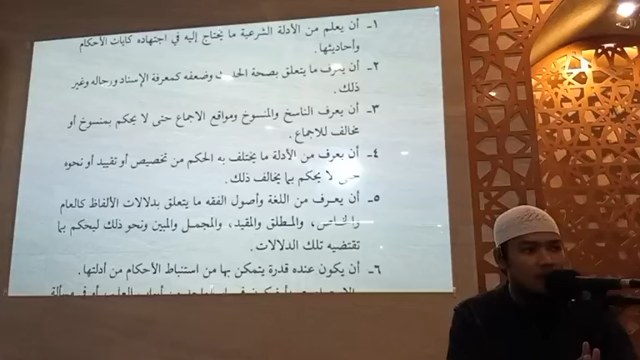 ١- أن يعلم من الأدلة الشرعية ما يحتاج إليه في اجتهاده كآيات الأحكام
وأحاديثها.
٢- أن يعرف ما يتعلق بصحة الحديث وضعفه كمعرفة الإسناد ورجاله وغير
ذلك.
٣- أن يعرف الناسخ والمنسوخ ومواقع الاجماع حتى لا يحكم بمنسوخ أو
مخالف للاجماع.
٤- أن يعرف من الأدلة ما يختلف به الحكم من تخصيص أو تقييد أو نحوه
حتى لا يحكم بما يخالف ذلك.
٥- أن يعرف من اللغة وأصول الفقه ما يتعلق بدلالات الألفاظ كالعام
والخاص، والمطلق والمقيد، والمجمل والمبين ونحو ذلك ليحكم بما
تقتضيه تلك الدلالات.
٦- أن يكون عنده قدرة يتمكن بها من استنباط الأحكام من أدلتها.